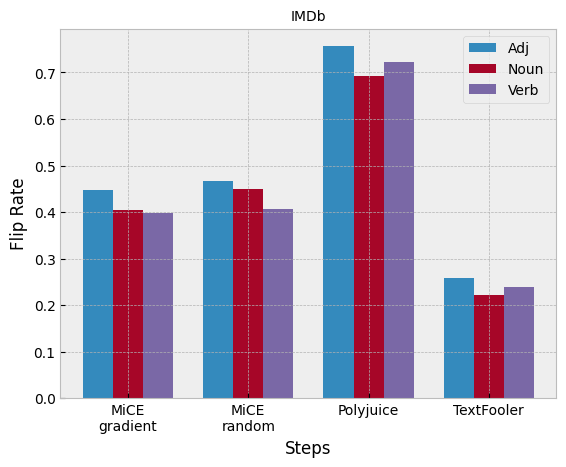 IMDb
Adj
Noun
Verb
Flip Rate
0.7
0.6
0.5
0.4
0.3
0.2
0.1
0.0
MiCE
gradient
MiCE
random
Polyjuice
TextFooler
Steps